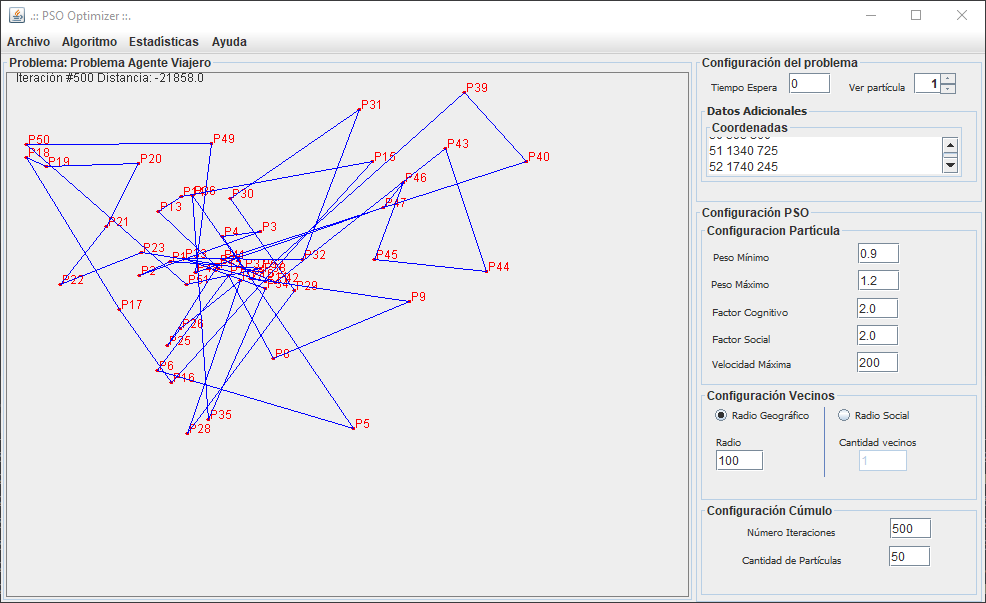 .:: PSO Optimizer ::.
Archivo Algoritmo Estadísticas Ayuda
Problema: Problema Agente Viajero
Iteración #500 Distancia: -21858.0
P39
P31
P43
P50
P49
P18
P19
P20
P15
P40
P46
P30
P47
P13
P21
P4
P3
P23
P32
P45
P44
P22
P2
P51
P29
P9
P17
P26
P25
P8
P6
P16
P35
P5
P28
Configuración del problema
Tiempo Espera 0 Ver partícula 1
Datos Adicionales
Coordenadas
51 1340 725
52 1740 245
Configuración PSO
Configuracion Partícula
Peso Mínimo 0.9
Peso Máximo 1.2
Factor Cognitivo 2.0
Factor Social 2.0
Velocidad Máxima 200
Configuración Vecinos
Radio Geográfico Radio Social
Radio Cantidad vecinos
100 1
Configuración Cúmulo
Número Iteraciones 500
Cantidad de Partículas 50